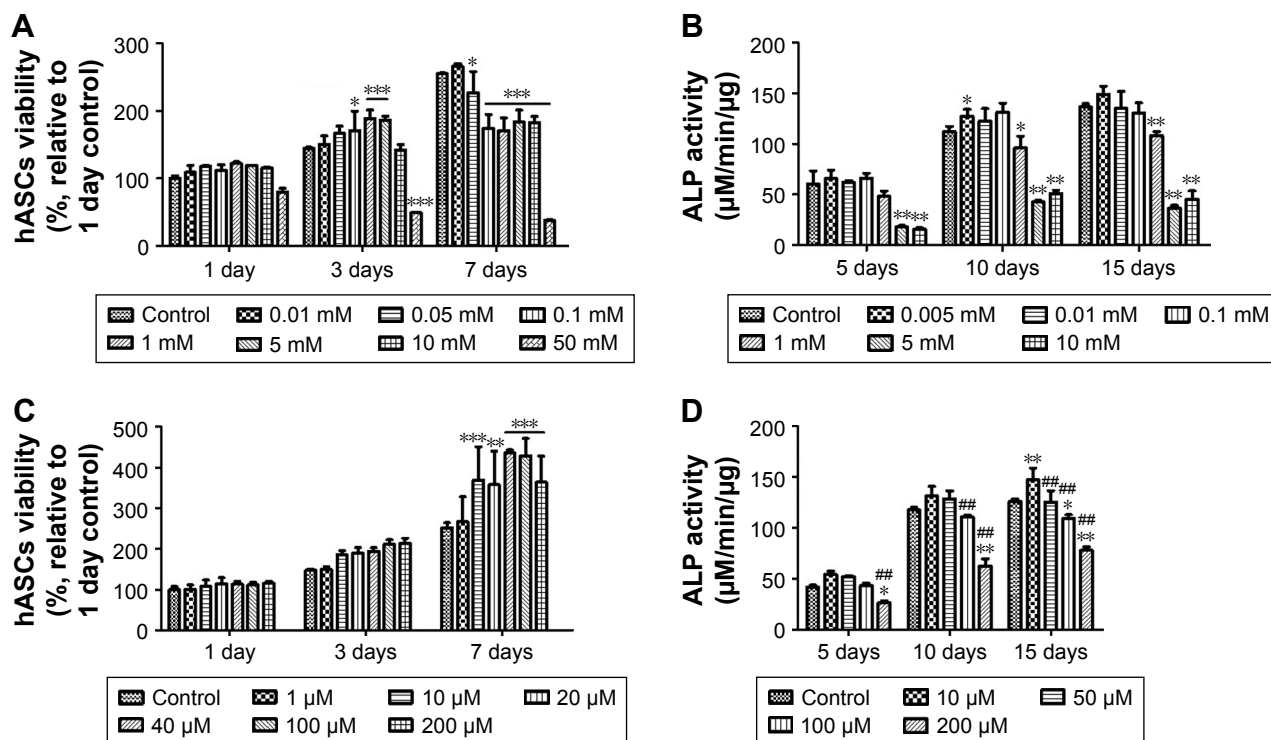 A
hASCs viability
(%, relative to
1 day control)
300
200
100
0
*
***
***
*
***
1 day
3 days
7 days
Control
0.01 mM
0.05 mM
0.1 mM
1 mM
5 mM
10 mM
50 mM
B
ALP activity
(µM/min/µg)
200
150
100
50
0
**
**
*
*
**
**
**
**
**
5 days
10 days
15 days
Control
0.005 mM
0.01 mM
0.1 mM
1 mM
5 mM
10 mM
C
hASCs viability
(%, relative to
1 day control)
500
400
300
200
100
0
***
**
***
1 day
3 days
7 days
Control
1 µM
10 µM
20 µM
40 µM
100 µM
200 µM
D
ALP activity
(µM/min/µg)
200
150
100
50
0
##
*
##
##
**
**
##
##
*
##
**
5 days
10 days
15 days
Control
10 µM
50 µM
100 µM
200 µM